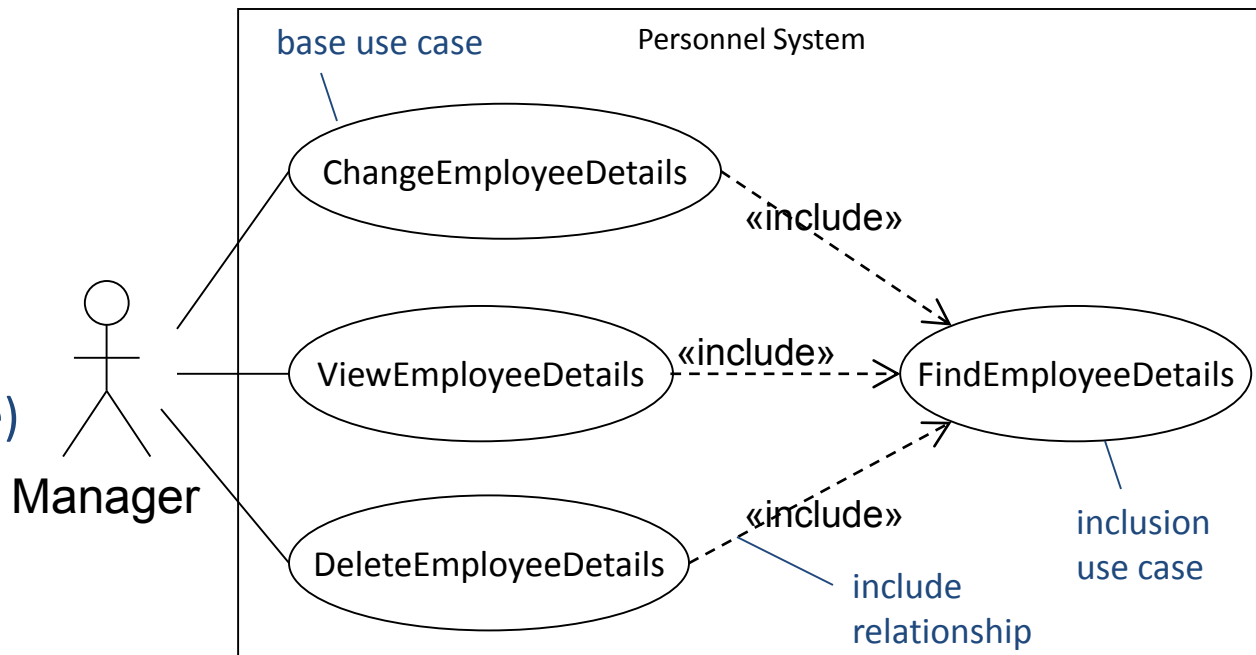 base use case
Personnel System
ChangeEmployeeDetails
«include»
ViewEmployeeDetails
«include»
FindEmployeeDetails
)
Manager
«include»
DeleteEmployeeDetails
inclusion
use case
include
relationship